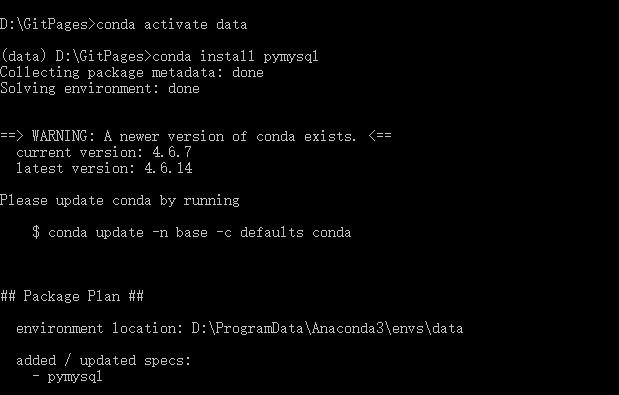 D:\GitPages>conda activate data
(data) D:\GitPages>conda install pymysql
Collecting package metadata: done
Solving environment: done
==> WARNING: A newer version of conda exists. <==
current version: 4.6.7
latest version: 4.6.14
Please update conda by running
$ conda update -n base -c defaults conda
## Package Plan ##
environment location: D:\ProgramData\Anaconda3\envs\data
added / updated specs:
- pymysql